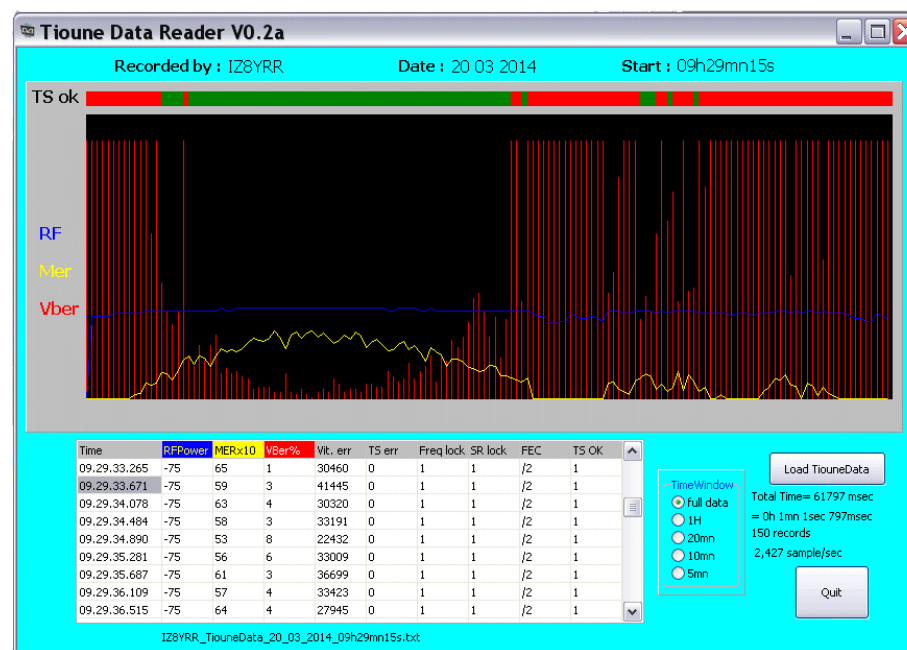 Tioune Data Reader V0.2a
Recorded by : IZ8YRR Date : 20 03 2014 Start : 09h29mn15s
TS ok
RF
Mer
Vber
Time RFPower MERx10 VBer% Vit. err TS err Freq lock SR lock FEC TS OK
09.29.33.265 -75 65 1 30460 0 1 1 /2 1
09.29.33.671 -75 59 3 41445 0 1 1 /2 1
09.29.34.078 -75 63 4 30320 0 1 1 /2 1
09.29.34.484 -75 58 3 33191 0 1 1 /2 1
09.29.34.890 -75 53 8 22432 0 1 1 /2 1
09.29.35.281 -75 56 6 33009 0 1 1 /2 1
09.29.35.687 -75 61 3 36699 0 1 1 /2 1
09.29.36.109 -75 57 4 33423 0 1 1 /2 1
09.29.36.515 -75 64 4 27945 0 1 1 /2 1
TimeWindow
full data
1H
20mn
10mn
5mn
Load TiouneData
Total Time= 61797 msec
= 0h 1mn 1sec 797msec
150 records
2,427 sample/sec
Quit
IZ8YRR_TiouneData_20_03_2014_09h29mn15s.txt